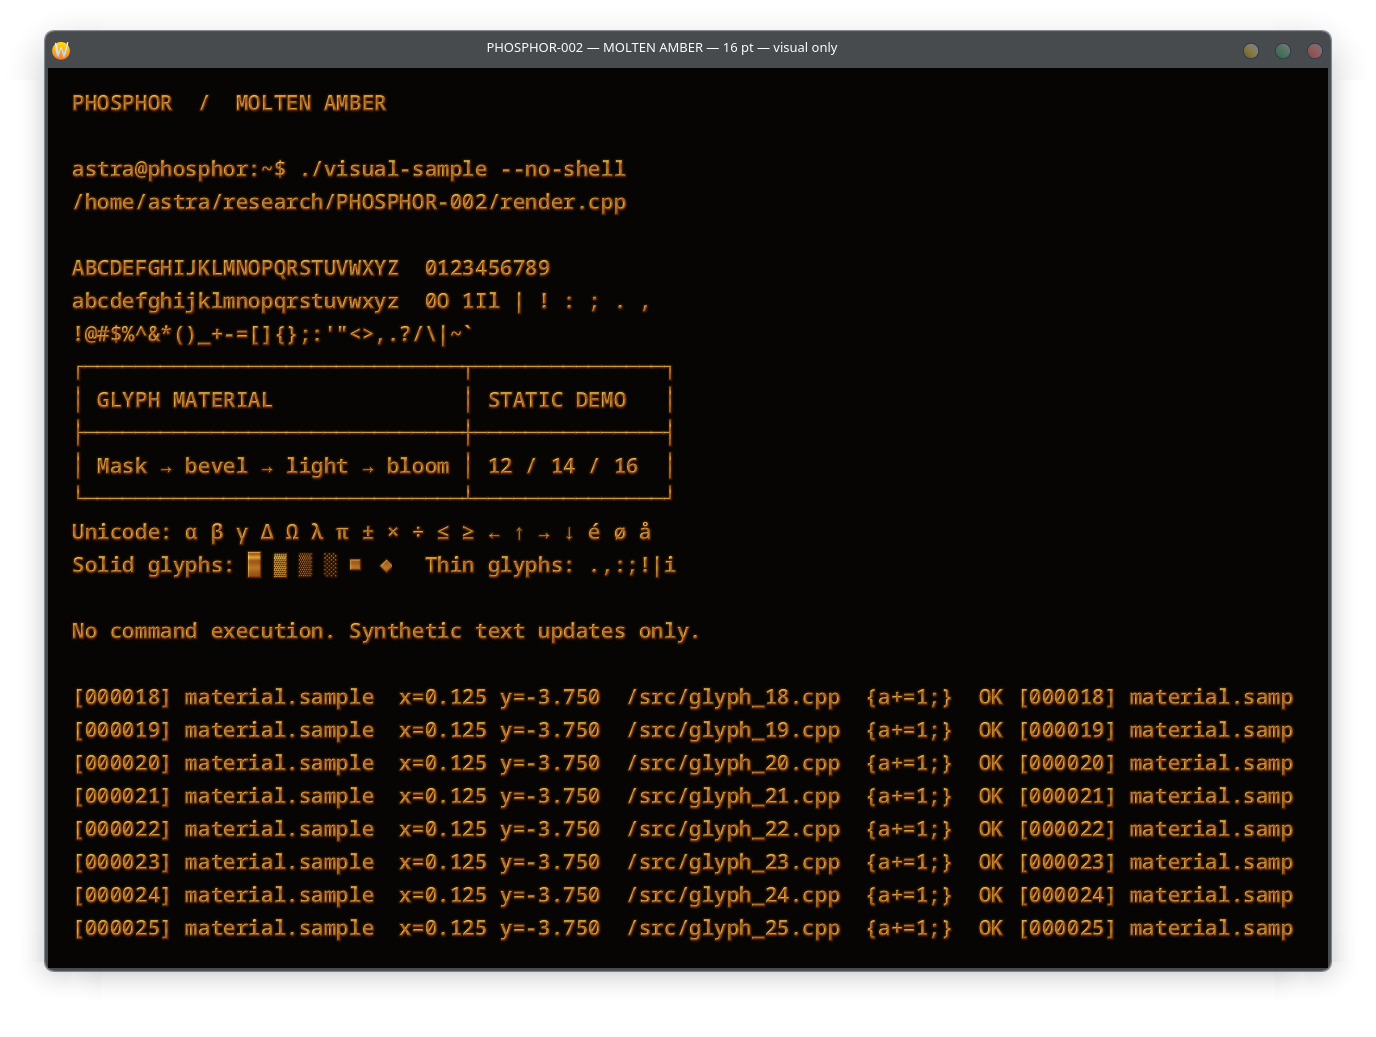 PHOSPHOR-002 — MOLTEN AMBER — 16 pt — visual only
PHOSPHOR  /  MOLTEN AMBER
astra@phosphor:~$ ./visual-sample --no-shell
/home/astra/research/PHOSPHOR-002/render.cpp
ABCDEFGHIJKLMNOPQRSTUVWXYZ  0123456789
abcdefghijklmnopqrstuvwxyz  0O 1Il | ! : ; . ,
!@#$%^&*()_+-=[]{};:'"<>,.?/\|~`
┌──────────────────────────────┬───────────────┐
│ GLYPH MATERIAL               │ STATIC DEMO   │
├──────────────────────────────┼───────────────┤
│ Mask → bevel → light → bloom │ 12 / 14 / 16  │
└──────────────────────────────┴───────────────┘
Unicode: α β γ Δ Ω λ π ± × ÷ ≤ ≥ ← ↑ → ↓ é ø å
Solid glyphs: █ ▓ ▒ ░ ■ ◆  Thin glyphs: .,:;!|i
No command execution. Synthetic text updates only.
[000018] material.sample  x=0.125 y=-3.750  /src/glyph_18.cpp  {a+=1;}  OK [000018] material.samp
[000019] material.sample  x=0.125 y=-3.750  /src/glyph_19.cpp  {a+=1;}  OK [000019] material.samp
[000020] material.sample  x=0.125 y=-3.750  /src/glyph_20.cpp  {a+=1;}  OK [000020] material.samp
[000021] material.sample  x=0.125 y=-3.750  /src/glyph_21.cpp  {a+=1;}  OK [000021] material.samp
[000022] material.sample  x=0.125 y=-3.750  /src/glyph_22.cpp  {a+=1;}  OK [000022] material.samp
[000023] material.sample  x=0.125 y=-3.750  /src/glyph_23.cpp  {a+=1;}  OK [000023] material.samp
[000024] material.sample  x=0.125 y=-3.750  /src/glyph_24.cpp  {a+=1;}  OK [000024] material.samp
[000025] material.sample  x=0.125 y=-3.750  /src/glyph_25.cpp  {a+=1;}  OK [000025] material.samp